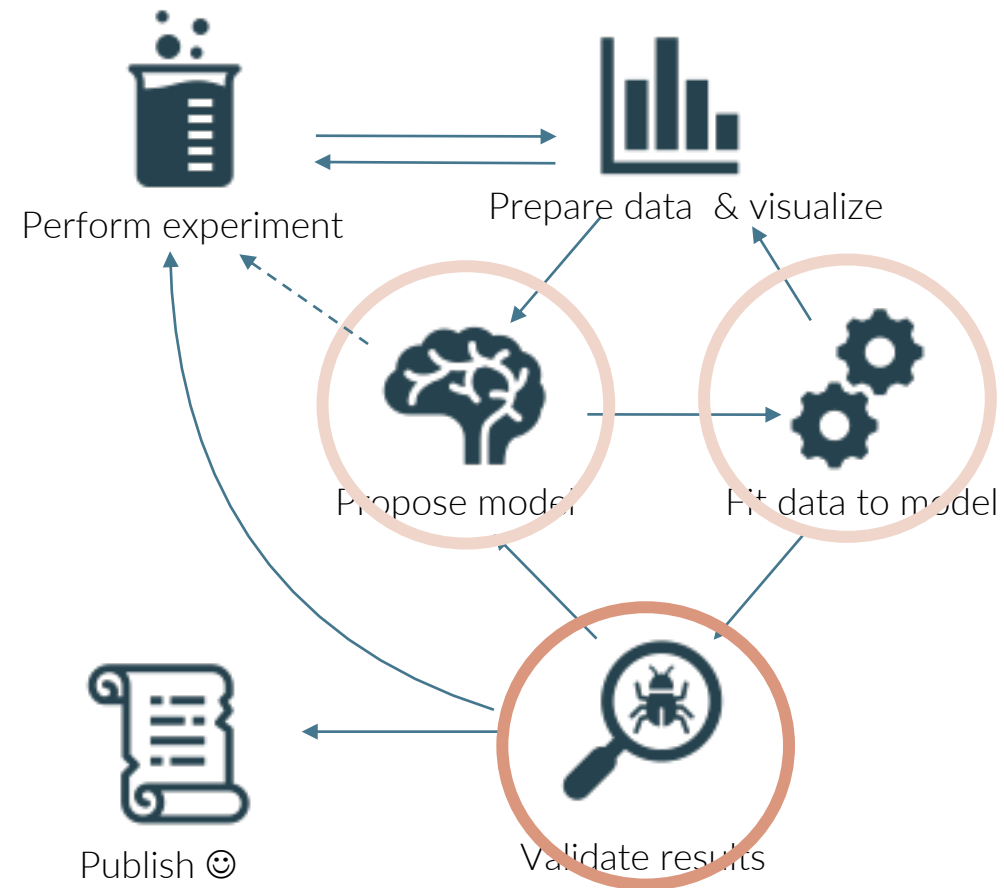 Perform experiment
Prepare data & visualize
Propose model
Fit data to model
Publish ☺
Validate results